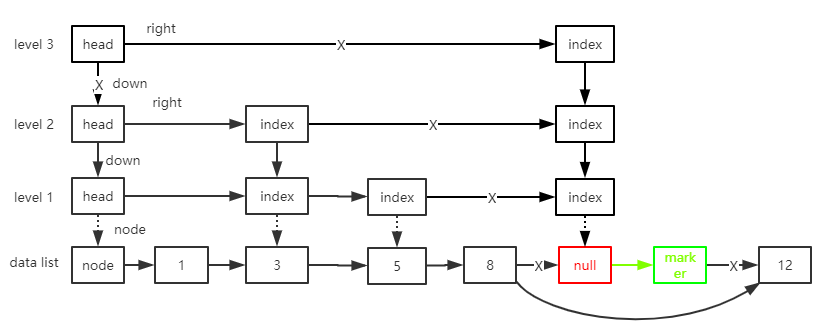 right
level 3 head X index
X down
right
level 2 head index X index
down
level 1 head index index X index
node
data list node 1 3 5 8 X null mark X 12
er